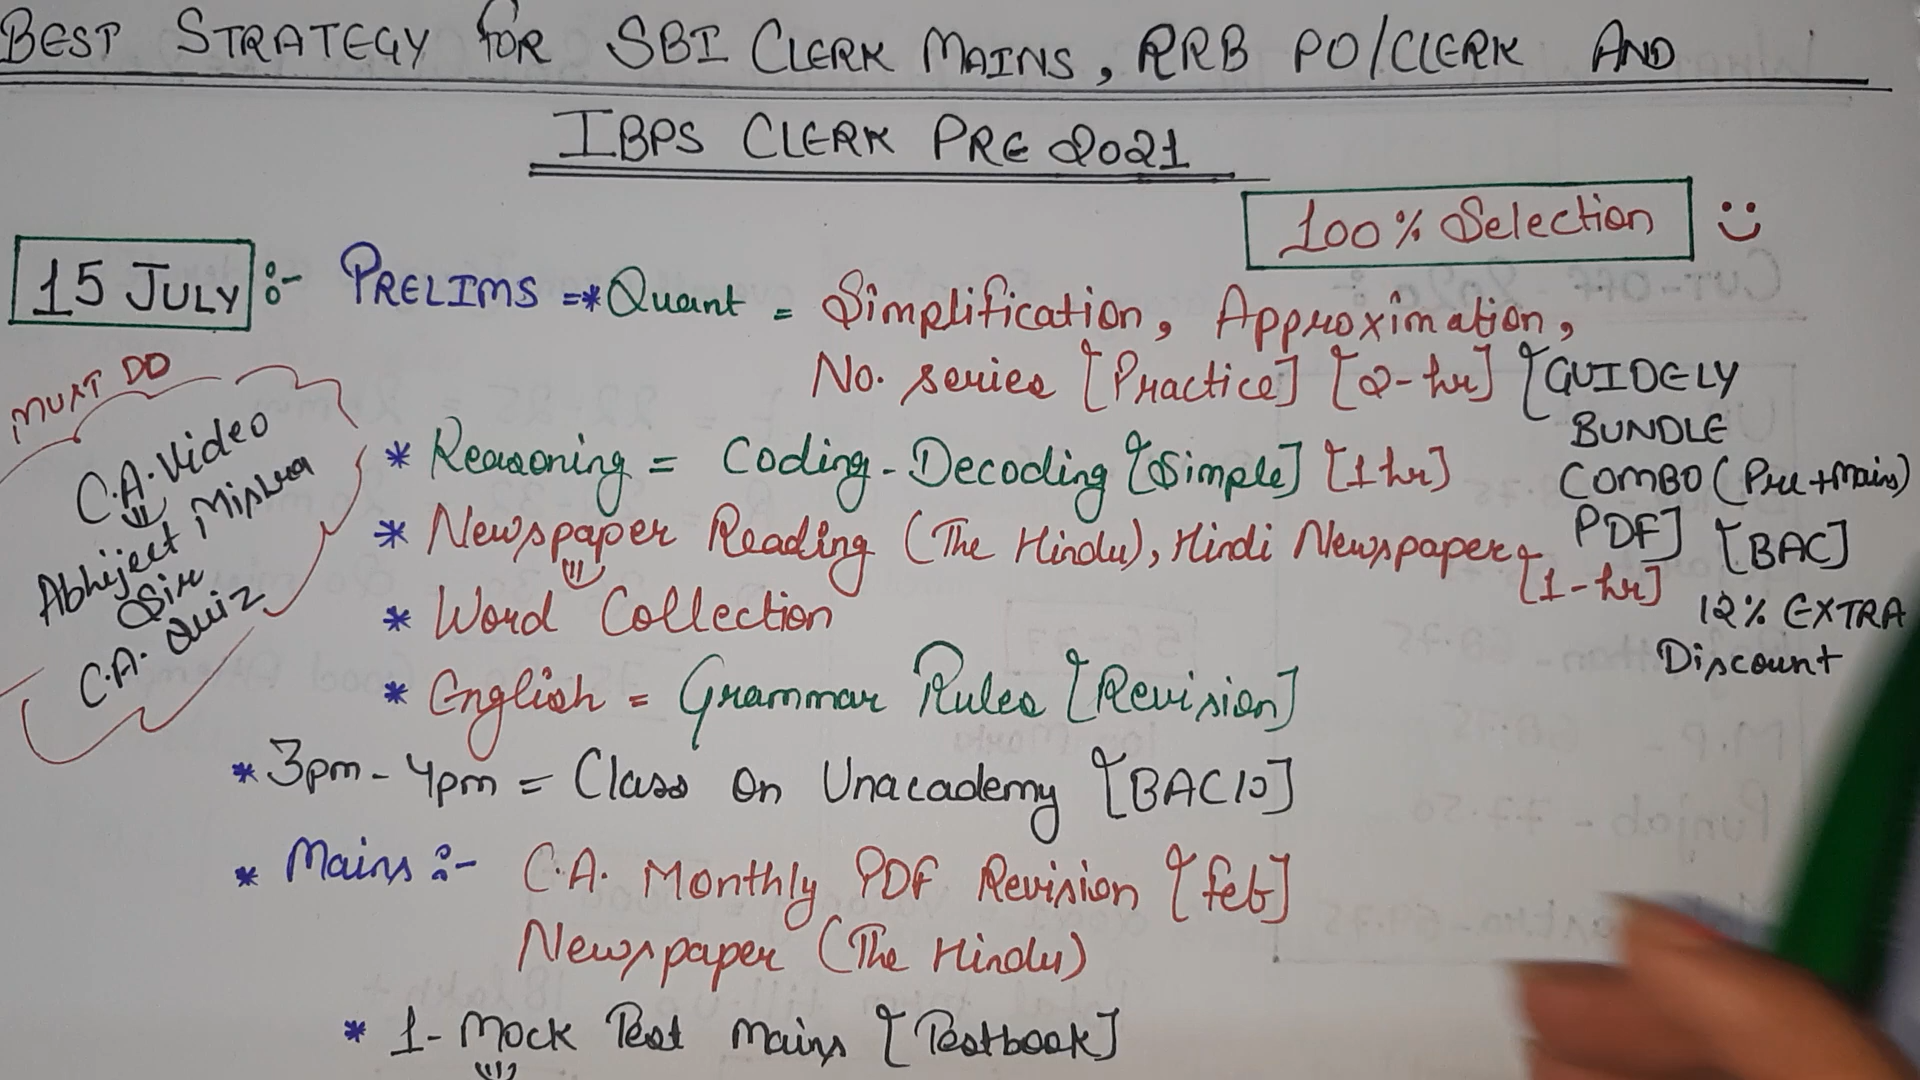 BEST STRATEGY FOR SBI CLERK MAINS, RRB PO/CLERK AND
IBPS CLERK PRE 2021
100% Selection
15 JULY :- PRELIMS = * Quant = Simplification, Approximation,
No. series [Practice] [2-hr] [GUIDELY
BUNDLE
COMBO (Pre+Mains)
PDF] [BAC]
12% EXTRA
Discount
MUST DO
C.A. Video
Abhijeet Mishra
Sir
C.A. Quiz
* Reasoning = Coding-Decoding [Simple] [1hr]
* Newspaper Reading (The Hindu), Hindi Newspaper
[1-hr]
* Word Collection
* English = Grammar Rules [Revision]
* 3pm - 4pm = Class on Unacademy [BAC10]
* Mains :- C.A. Monthly PDF Revision [feb]
Newspaper (The Hindu)
* 1-Mock Test Mains [Testbook]